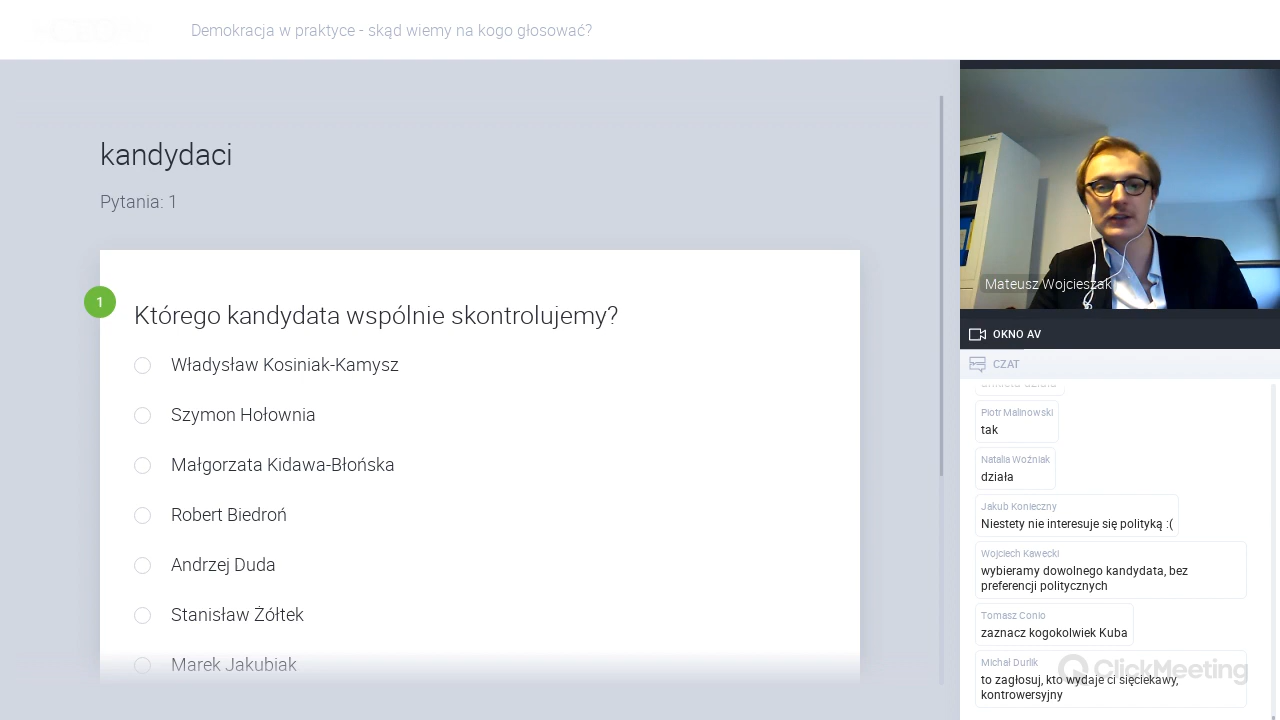 Demokracja w praktyce - skąd wiemy na kogo głosować?
kandydaci
Pytania: 1
1
Którego kandydata wspólnie skontrolujemy?
Władysław Kosiniak-Kamysz
Szymon Hołownia
Małgorzata Kidawa-Błońska
Robert Biedroń
Andrzej Duda
Stanisław Żółtek
Marek Jakubiak
Mateusz Wojcieszak
OKNO AV
CZAT
Piotr Malinowski
tak
Natalia Woźniak
działa
Jakub Konieczny
Niestety nie interesuje się polityką :(
Wojciech Kawecki
wybieramy dowolnego kandydata, bez
preferencji politycznych
Tomasz Conio
zaznacz kogokolwiek Kuba
Michał Durlik
to zagłosuj, kto wydaje ci sięciekawy,
kontrowersyjny
ClickMeeting